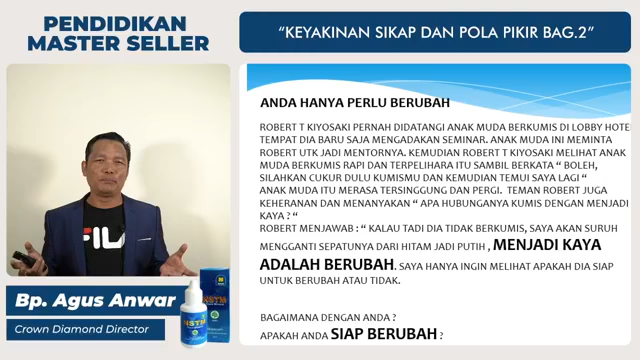 PENDIDIKAN
MASTER SELLER
"KEYAKINAN SIKAP DAN POLA PIKIR BAG.2"
ANDA HANYA PERLU BERUBAH
ROBERT T KIYOSAKI PERNAH DIDATANGI ANAK MUDA BERKUMIS DI LOBBY HOTE
TEMPAT DIA BARU SAJA MENGADAKAN SEMINAR. ANAK MUDA INI MEMINTA
ROBERT UTK JADI MENTORNYA. KEMUDIAN ROBERT T KIYOSAKI MELIHAT ANAK
MUDA BERKUMIS RAPI DAN TERPELIHARA ITU SAMBIL BERKATA " BOLEH,
SILAHKAN CUKUR DULU KUMISMU DAN KEMUDIAN TEMUI SAYA LAGI "
ANAK MUDA ITU MERASA TERSINGGUNG DAN PERGI. TEMAN ROBERT JUGA
KEHERANAN DAN MENANYAKAN " APA HUBUNGANYA KUMIS DENGAN MENJADI
KAYA ? "
ROBERT MENJAWAB : " KALAU TADI DIA TIDAK BERKUMIS, SAYA AKAN SURUH
MENGGANTI SEPATUNYA DARI HITAM JADI PUTIH , MENJADI KAYA
ADALAH BERUBAH. SAYA HANYA INGIN MELIHAT APAKAH DIA SIAP
UNTUK BERUBAH ATAU TIDAK.
BAGAIMANA DENGAN ANDA ?
APAKAH ANDA SIAP BERUBAH ?
FILA
Bp. Agus Anwar
Crown Diamond Director
NSTM
NSTM